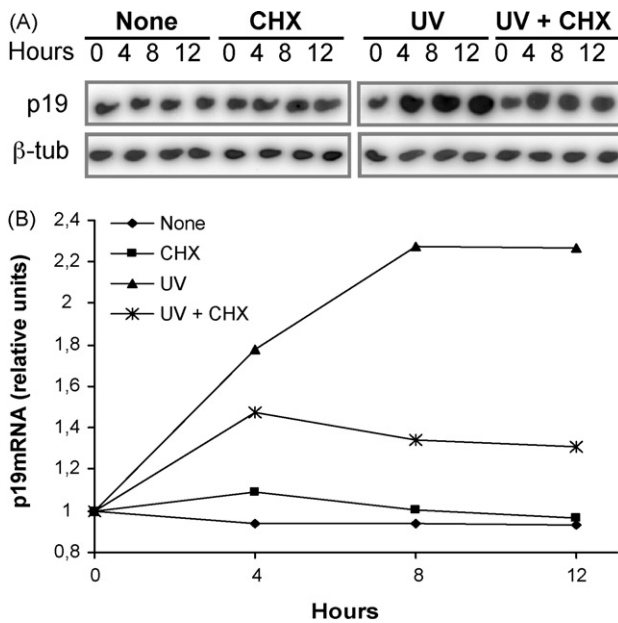 (A) None CHX UV UV + CHX
Hours 0 4 8 12 0 4 8 12 0 4 8 12 0 4 8 12
p19
β-tub
(B)
None
CHX
UV
UV + CHX
2,4
2,2
2
1,8
1,6
1,4
1,2
1
0,8
p19mRNA (relative units)
0 4 8 12
Hours